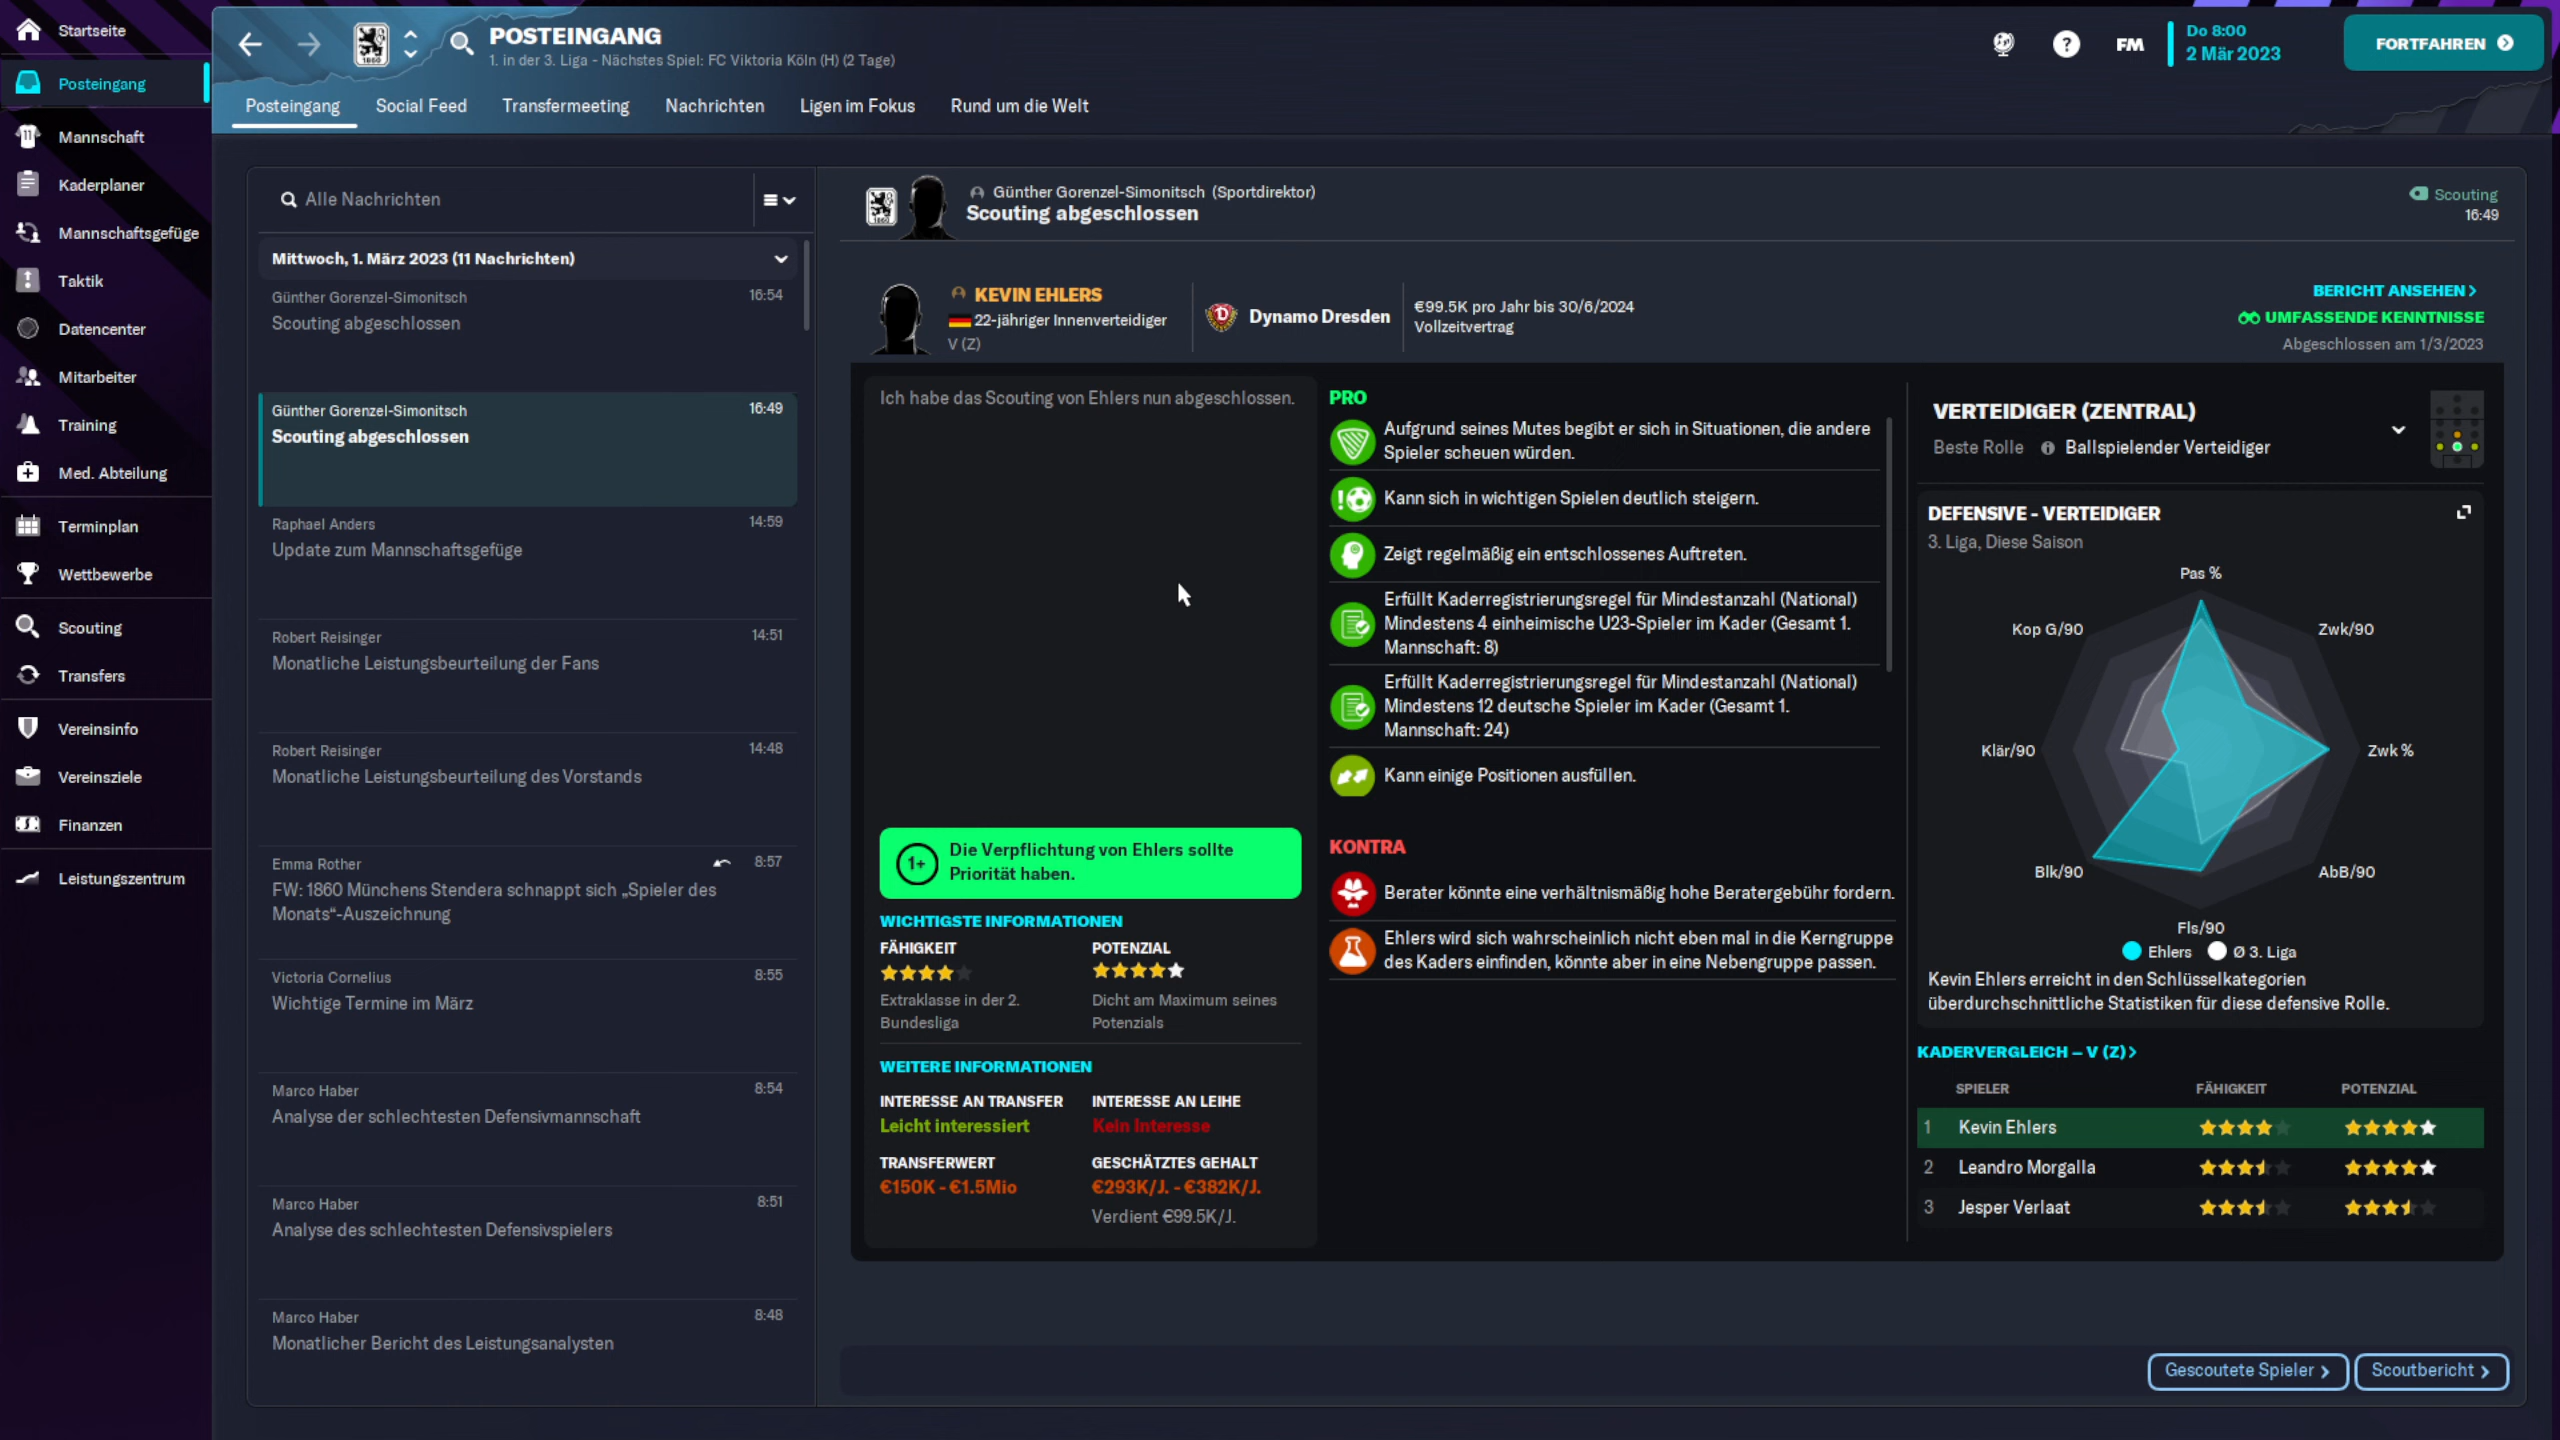 Startseite
Posteingang
Mannschaft
Kaderplaner
Mannschaftsgefüge
Taktik
Datencenter
Mitarbeiter
Training
Med. Abteilung
Terminplan
Wettbewerbe
Scouting
Transfers
Vereinsinfo
Vereinsziele
Finanzen
Leistungszentrum
POSTEINGANG
1. in der 3. Liga - Nächstes Spiel: FC Viktoria Köln (H) (2 Tage)
FM
Do 8:00
2 Mär 2023
FORTFAHREN
Posteingang
Social Feed
Transfermeeting
Nachrichten
Ligen im Fokus
Rund um die Welt
Alle Nachrichten
Mittwoch, 1. März 2023 (11 Nachrichten)
Günther Gorenzel-Simonitsch 16:54
Scouting abgeschlossen
Günther Gorenzel-Simonitsch 16:49
Scouting abgeschlossen
Raphael Anders 14:59
Update zum Mannschaftsgefüge
Robert Reisinger 14:51
Monatliche Leistungsbeurteilung der Fans
Robert Reisinger 14:48
Monatliche Leistungsbeurteilung des Vorstands
Emma Rother 8:57
FW: 1860 Münchens Stendera schnappt sich „Spieler des
Monats“-Auszeichnung
Victoria Cornelius 8:55
Wichtige Termine im März
Marco Haber 8:54
Analyse der schlechtesten Defensivmannschaft
Marco Haber 8:51
Analyse des schlechtesten Defensivspielers
Marco Haber 8:48
Monatlicher Bericht des Leistungsanalysten
Günther Gorenzel-Simonitsch (Sportdirektor)
Scouting abgeschlossen
Scouting
16:49
KEVIN EHLERS
22-jähriger Innenverteidiger
V (Z)
Dynamo Dresden
€99.5K pro Jahr bis 30/6/2024
Vollzeitvertrag
BERICHT ANSEHEN >
UMFASSENDE KENNTNISSE
Abgeschlossen am 1/3/2023
Ich habe das Scouting von Ehlers nun abgeschlossen.
1+
Die Verpflichtung von Ehlers sollte
Priorität haben.
WICHTIGSTE INFORMATIONEN
FÄHIGKEIT
Extraklasse in der 2.
Bundesliga
POTENZIAL
Dicht am Maximum seines
Potenzials
WEITERE INFORMATIONEN
INTERESSE AN TRANSFER
Leicht interessiert
INTERESSE AN LEIHE
Kein Interesse
TRANSFERWERT
€150K - €1.5Mio
GESCHÄTZTES GEHALT
€293K/J. - €382K/J.
Verdient €99.5K/J.
PRO
Aufgrund seines Mutes begibt er sich in Situationen, die andere
Spieler scheuen würden.
Kann sich in wichtigen Spielen deutlich steigern.
Zeigt regelmäßig ein entschlossenes Auftreten.
Erfüllt Kaderregistrierungsregel für Mindestanzahl (National)
Mindestens 4 einheimische U23-Spieler im Kader (Gesamt 1.
Mannschaft: 8)
Erfüllt Kaderregistrierungsregel für Mindestanzahl (National)
Mindestens 12 deutsche Spieler im Kader (Gesamt 1.
Mannschaft: 24)
Kann einige Positionen ausfüllen.
KONTRA
Berater könnte eine verhältnismäßig hohe Beratergebühr fordern.
Ehlers wird sich wahrscheinlich nicht eben mal in die Kerngruppe
des Kaders einfinden, könnte aber in eine Nebengruppe passen.
VERTEIDIGER (ZENTRAL)
Beste Rolle Ballspielender Verteidiger
DEFENSIVE - VERTEIDIGER
3. Liga, Diese Saison
Pas %
Kop G/90
Zwk/90
Klär/90
Zwk %
Blk/90
AbB/90
Fls/90
Ehlers
Ø 3. Liga
Kevin Ehlers erreicht in den Schlüsselkategorien
überdurchschnittliche Statistiken für diese defensive Rolle.
KADERVERGLEICH – V (Z) >
SPIELER FÄHIGKEIT POTENZIAL
1 Kevin Ehlers
2 Leandro Morgalla
3 Jesper Verlaat
Gescoutete Spieler >
Scoutbericht >